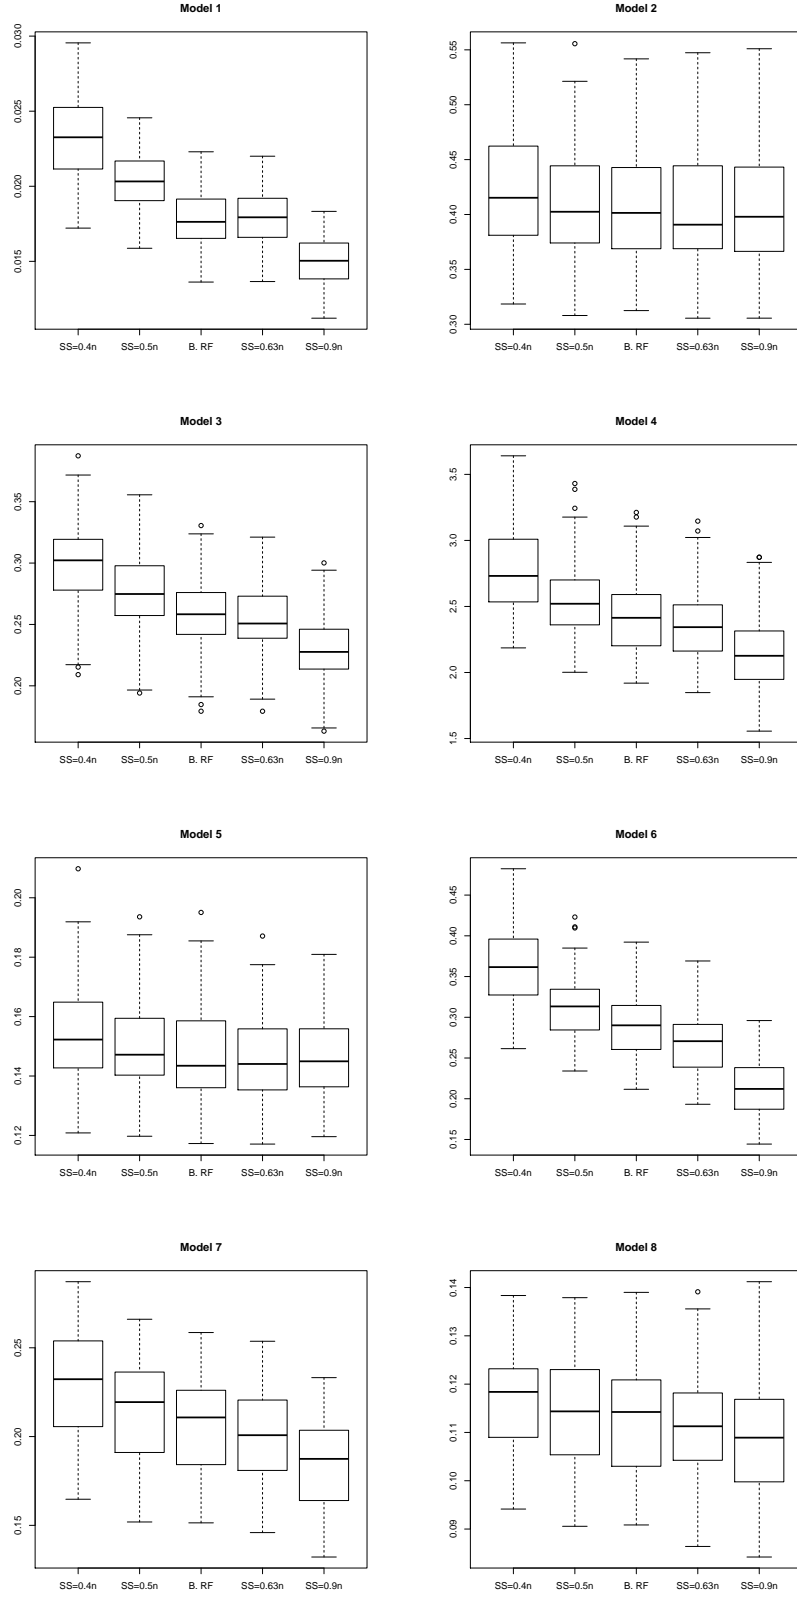 Model 1
0.030
0.025
0.020
0.015
SS=0.4n SS=0.5n B. RF SS=0.63n SS=0.9n
Model 2
0.55
0.50
0.45
0.40
0.35
0.30
SS=0.4n SS=0.5n B. RF SS=0.63n SS=0.9n
Model 3
0.35
0.30
0.25
0.20
SS=0.4n SS=0.5n B. RF SS=0.63n SS=0.9n
Model 4
3.5
3.0
2.5
2.0
1.5
SS=0.4n SS=0.5n B. RF SS=0.63n SS=0.9n
Model 5
0.20
0.18
0.16
0.14
0.12
SS=0.4n SS=0.5n B. RF SS=0.63n SS=0.9n
Model 6
0.45
0.40
0.35
0.30
0.25
0.20
0.15
SS=0.4n SS=0.5n B. RF SS=0.63n SS=0.9n
Model 7
0.25
0.20
0.15
SS=0.4n SS=0.5n B. RF SS=0.63n SS=0.9n
Model 8
0.14
0.13
0.12
0.11
0.10
0.09
SS=0.4n SS=0.5n B. RF SS=0.63n SS=0.9n